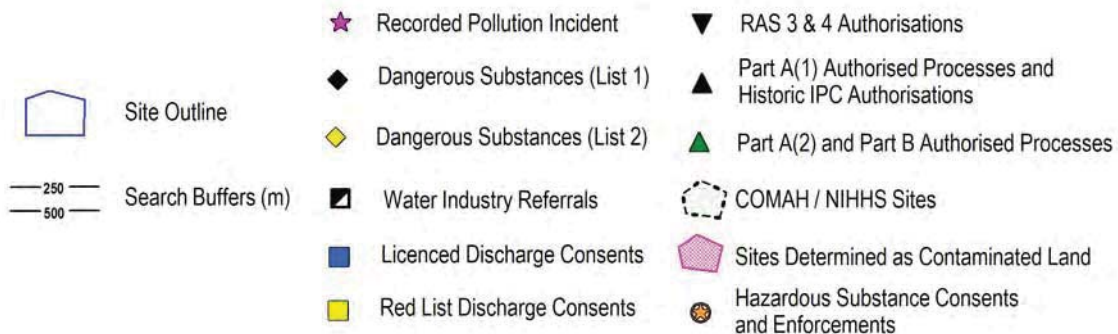 Site Outline
250
500
Search Buffers (m)
Recorded Pollution Incident
Dangerous Substances (List 1)
Dangerous Substances (List 2)
Water Industry Referrals
Licenced Discharge Consents
Red List Discharge Consents
RAS 3 & 4 Authorisations
Part A(1) Authorised Processes and
Historic IPC Authorisations
Part A(2) and Part B Authorised Processes
COMAH / NIHHS Sites
Sites Determined as Contaminated Land
Hazardous Substance Consents
and Enforcements